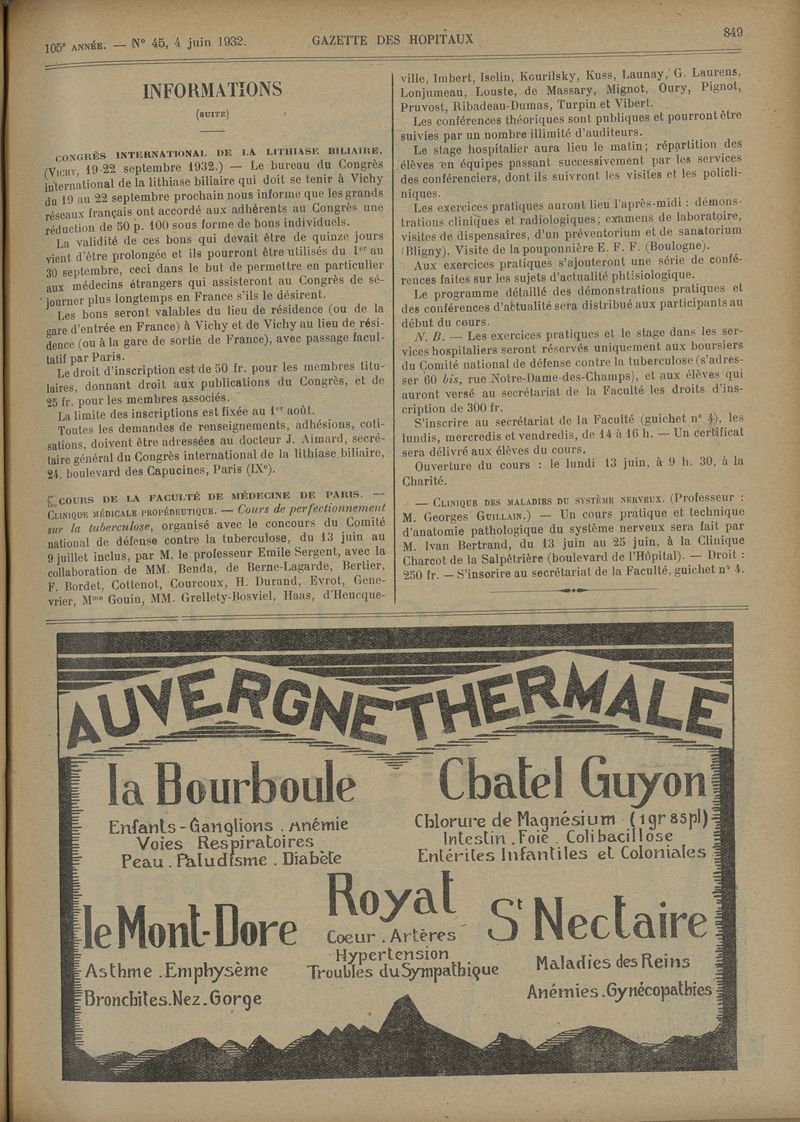 105e ANNÉE. — N° 45, 4 juin 1932.
GAZETTE DES HOPITAUX
849
INFORMATIONS
(SUITE)
CONGRÈS INTERNATIONAL DE LA LITHIASE BILIAIRE.
(VICHY, 19-22 septembre 1932.) — Le bureau du Congrès
international de la lithiase biliaire qui doit se tenir à Vichy
du 19 au 22 septembre prochain nous informe que les grands
réseaux français ont accordé aux adhérents au Congrès une
réduction de 50 p. 100 sous forme de bons individuels.
La validité de ces bons qui devait être de quinze jours
vient d'être prolongée et ils pourront être utilisés du 1er au
30 septembre, ceci dans le but de permettre en particulier
aux médecins étrangers qui assisteront au Congrès de sé-
journer plus longtemps en France s'ils le désirent.
Les bons seront valables du lieu de résidence (ou de la
gare d'entrée en France) à Vichy et de Vichy au lieu de rési-
dence (ou à la gare de sortie de France), avec passage facul-
tatif par Paris.
Le droit d'inscription est de 50 fr. pour les membres titu-
laires, donnant droit aux publications du Congrès, et de
25 fr. pour les membres associés.
La limite des inscriptions est fixée au 1er août.
Toutes les demandes de renseignements, adhésions, coti-
sations, doivent être adressées au docteur J. Aimard, secré-
taire général du Congrès international de la lithiase biliaire,
24, boulevard des Capucines, Paris (IXe).
COURS DE LA FACULTÉ DE MÉDECINE DE PARIS. —
CLINIQUE MÉDICALE PROPÉDEUTIQUE. — Cours de perfectionnement
sur la tuberculose, organisé avec le concours du Comité
national de défense contre la tuberculose, du 13 juin au
9 juillet inclus, par M. le professeur Emile Sergent, avec la
collaboration de MM. Benda, de Berne-Lagarde, Bertier,
F. Bordet, Cottenot, Courcoux, H. Durand, Evrot, Gene-
vrier, Mme Gouin, MM. Grellety-Bosviel, Haas, d'Heucque-
ville, Imbert, Iselin, Kourilsky, Kuss, Launay, G. Laurens,
Lonjumeau, Louste, de Massary, Mignot, Oury, Pignot,
Pruvost, Ribadeau-Dumas, Turpin et Vibert.
Les conférences théoriques sont publiques et pourront être
suivies par un nombre illimité d'auditeurs.
Le stage hospitalier aura lieu le matin; répartition des
élèves en équipes passant successivement par les services
des conférenciers, dont ils suivront les visites et les policli-
niques.
Les exercices pratiques auront lieu l'après-midi : démons-
trations cliniques et radiologiques; examens de laboratoire,
visites de dispensaires, d'un préventorium et de sanatorium
(Bligny). Visite de la pouponnière E. F. F. (Boulogne).
Aux exercices pratiques s'ajouteront une série de confé-
rences faites sur les sujets d'actualité phtisiologique.
Le programme détaillé des démonstrations pratiques et
des conférences d'actualité sera distribué aux participants au
début du cours.
N. B. — Les exercices pratiques et le stage dans les ser-
vices hospitaliers seront réservés uniquement aux boursiers
du Comité national de défense contre la tuberculose (s'adres-
ser 60 bis, rue Notre-Dame-des-Champs), et aux élèves qui
auront versé au secrétariat de la Faculté les droits d'ins-
cription de 300 fr.
S'inscrire au secrétariat de la Faculté (guichet n° 4), les
lundis, mercredis et vendredis, de 14 à 16 h. — Un certificat
sera délivré aux élèves du cours.
Ouverture du cours : le lundi 13 juin, à 9 h. 30, à la
Charité.
— CLINIQUE DES MALADIES DU SYSTÈME NERVEUX. (Professeur :
M. Georges GUILLAIN.) — Un cours pratique et technique
d'anatomie pathologique du système nerveux sera fait par
M. Ivan Bertrand, du 13 juin au 25 juin, à la Clinique
Charcot de la Salpêtrière (boulevard de l'Hôpital). — Droit :
250 fr. — S'inscrire au secrétariat de la Faculté, guichet n° 4.
AUVERGNE THERMALE
la Bourboule
Enfants-Ganglions . Anémie
Voies Respiratoires
Peau . Paludisme . Diabète
Chatel Guyon
Chlorure de Magnésium (1gr 85pl)
Intestin . Foie . Colibacillose
Entérites Infantiles et Coloniales
le Mont-Dore
Asthme . Emphysème
Bronchites . Nez . Gorge
Royat
Coeur . Artères
Hypertension
Troubles du Sympathique
St Nectaire
Maladies des Reins
Anémies . Gynécopathies